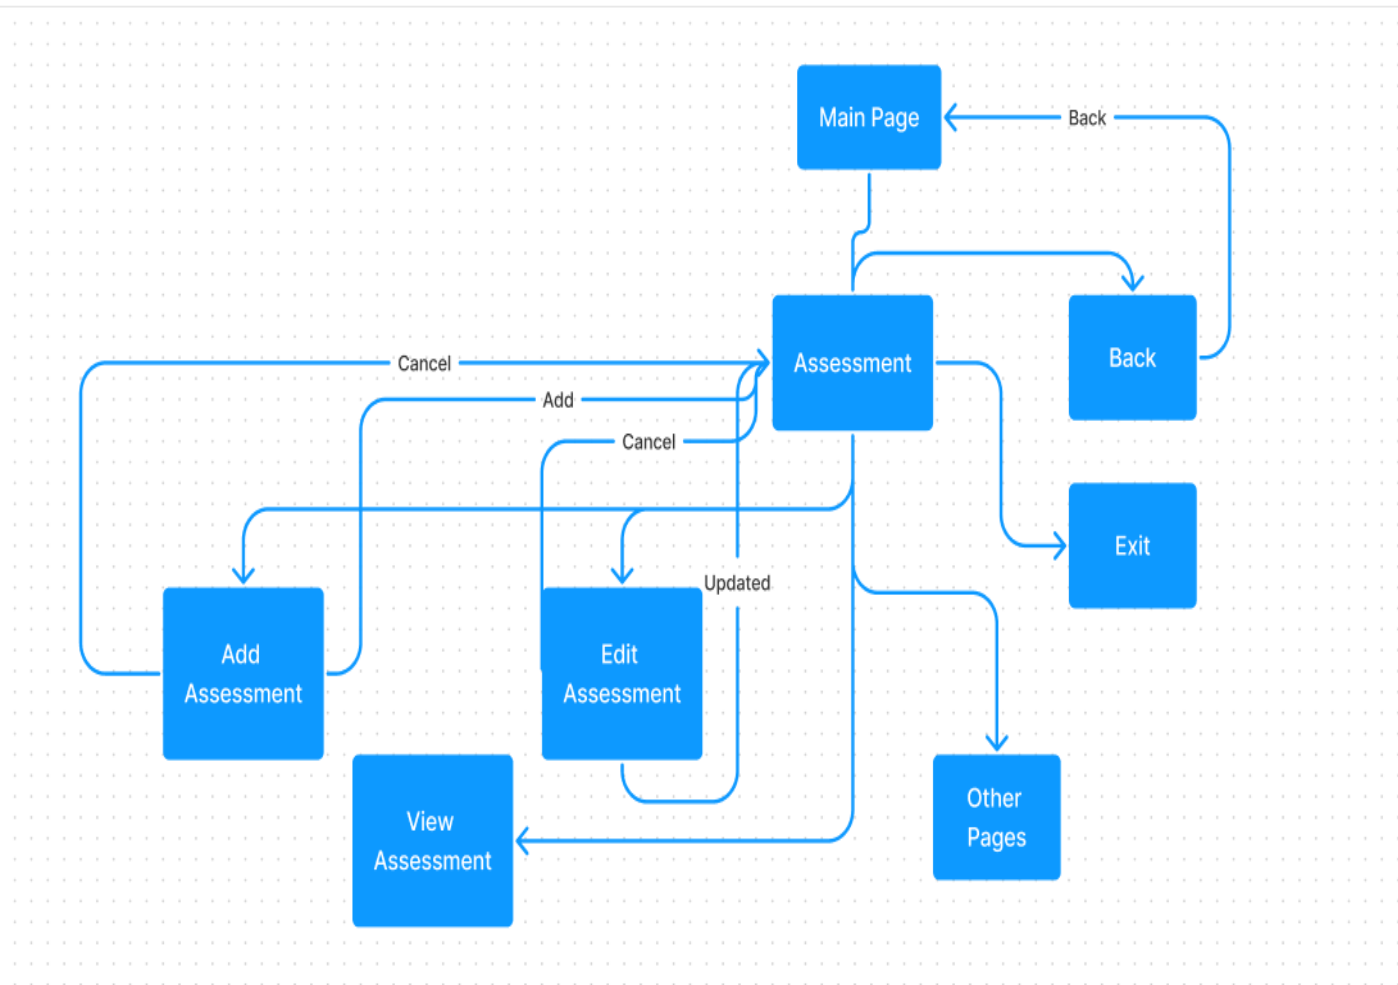 Main Page
Back
Assessment
Back
Cancel
Add
Cancel
Exit
Updated
Add
Assessment
Edit
Assessment
View
Assessment
Other
Pages